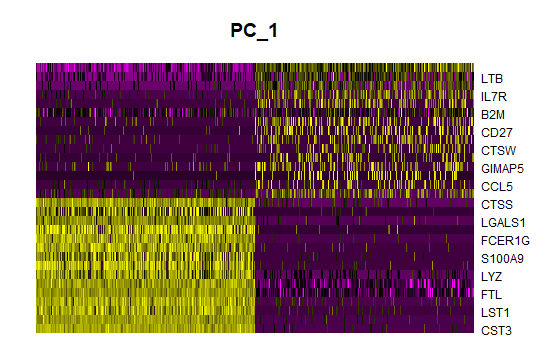 PC_1
LTB
IL7R
B2M
CD27
CTSW
GIMAP5
CCL5
CTSS
LGALS1
FCER1G
S100A9
LYZ
FTL
LST1
CST3